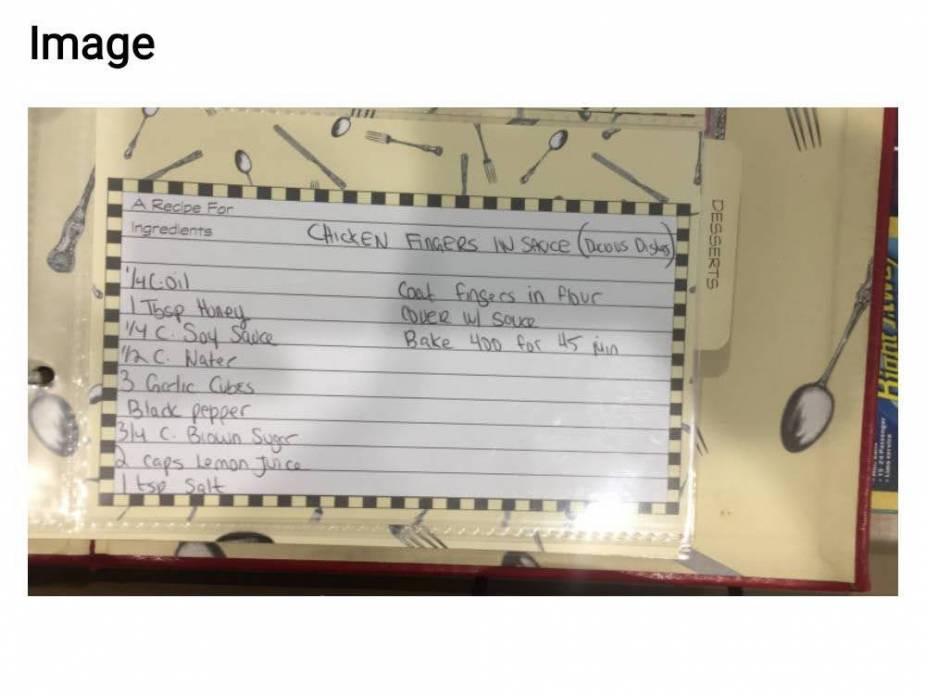 Image
A Recipe For
Ingredients
CHICKEN FINGERS IN SAUCE
1/4 C. Oil
1 Tbsp Honey
1/4 C. Soy Sauce
1/2 C. Water
3 Garlic Cubes
Black pepper
3/4 C. Brown Sugar
2 caps Lemon Juice
1 tsp Salt
Coat fingers in flour
cover w/ sauce
Bake 400 for 45 min
DESSERTS